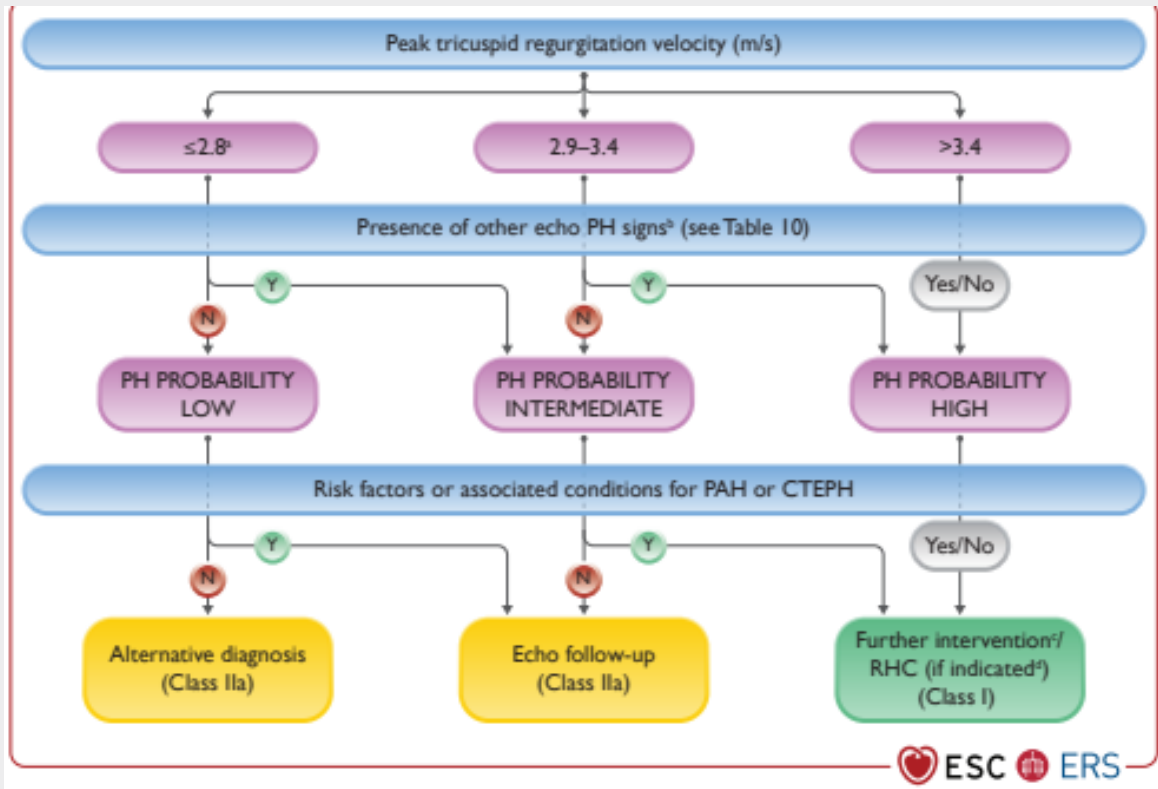 Peak tricuspid regurgitation velocity (m/s)
≤2.8ᵃ
2.9–3.4
>3.4
Presence of other echo PH signsᵇ (see Table 10)
Y
Y
Yes/No
N
N
PH PROBABILITY
LOW
PH PROBABILITY
INTERMEDIATE
PH PROBABILITY
HIGH
Risk factors or associated conditions for PAH or CTEPH
Y
Y
Yes/No
N
N
Alternative diagnosis
(Class IIa)
Echo follow-up
(Class IIa)
Further interventionᶜ/
RHC (if indicatedᵈ)
(Class I)
ESC ERS